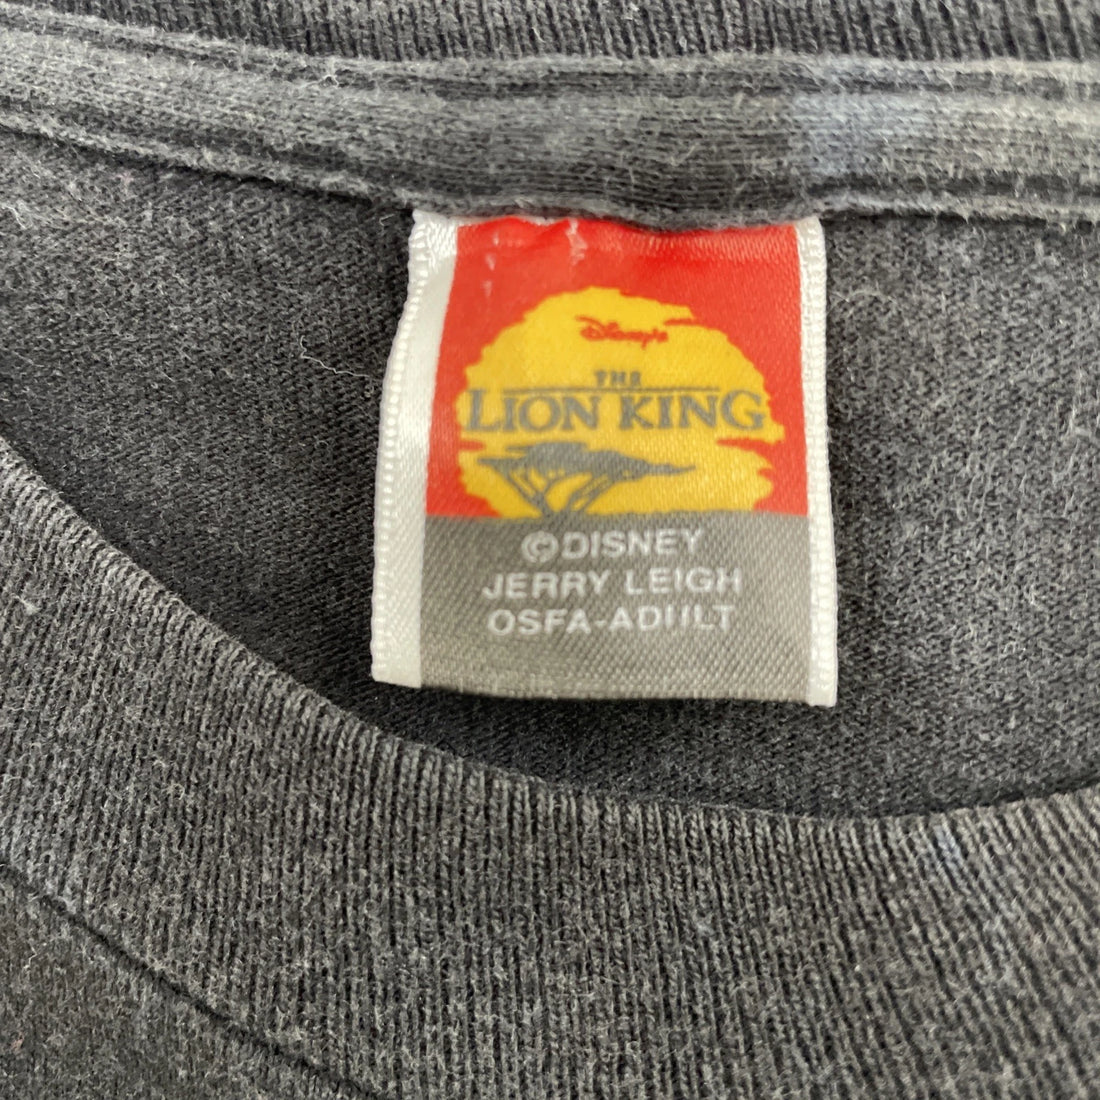 Disney's
THE
LION KING
©DISNEY
JERRY LEIGH
OSFA-ADULT